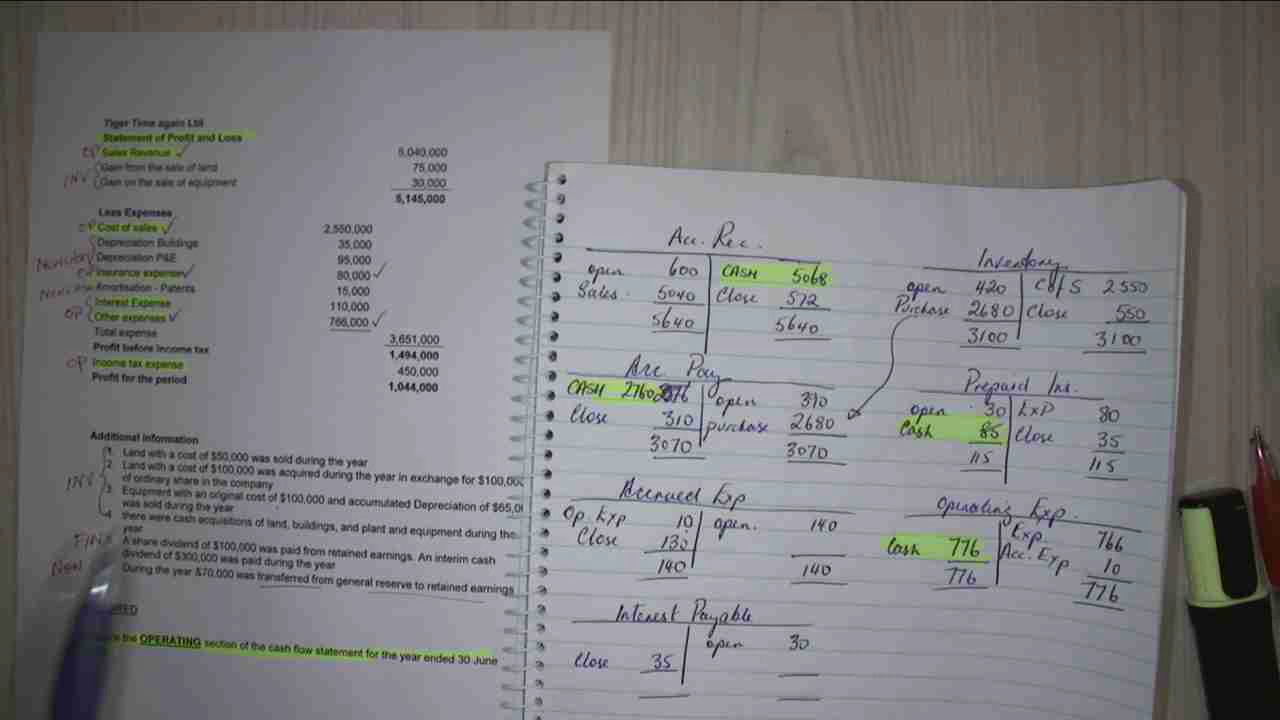 Tiger Time again Ltd
Statement of Profit and Loss
OP Sales Revenue ✓ 5,040,000
Gain from the sale of land 75,000
INV Gain on the sale of equipment 30,000
5,145,000
Less Expenses
OP Cost of sales ✓ 2,550,000
Depreciation Buildings 35,000
Depreciation P&E 95,000
Insurance expense ✓ 80,000 ✓
Amortisation - Patents 15,000
Interest Expense 110,000
OP Other expenses ✓ 766,000 ✓
Total expense 3,651,000
Profit before income tax 1,494,000
OP Income tax expense 450,000
Profit for the period 1,044,000
Additional information
1. Land with a cost of $50,000 was sold during the year
2. Land with a cost of $100,000 was acquired during the year in exchange for $100,00
of ordinary share in the company
INV
3. Equipment with an original cost of $100,000 and accumulated Depreciation of $65,0
was sold during the year
4. there were cash acquisitions of land, buildings, and plant and equipment during the
year
FIN A share dividend of $100,000 was paid from retained earnings. An interim cash
dividend of $300,000 was paid during the year
Non During the year &70,000 was transferred from general reserve to retained earnings
the OPERATING section of the cash flow statement for the year ended 30 June
Acc. Rec.
open 600 CASH 5068
Sales 5040 Close 572
5640 5640
Inventory
open 420 COfS 2550
Purchase 2680 Close 550
3100 3100
Acc Pay
CASH 2760 open 390
Close 310 purchase 2680
3070 3070
Prepaid Ins.
open 30 Exp 80
Cash 85 Close 35
115 115
Accrued Exp
Op. Exp 10 open. 140
Close 130
140 140
Operating Exp.
Exp 766
Cash 776 Acc. Exp 10
776 776
Interest Payable
open 30
Close 35